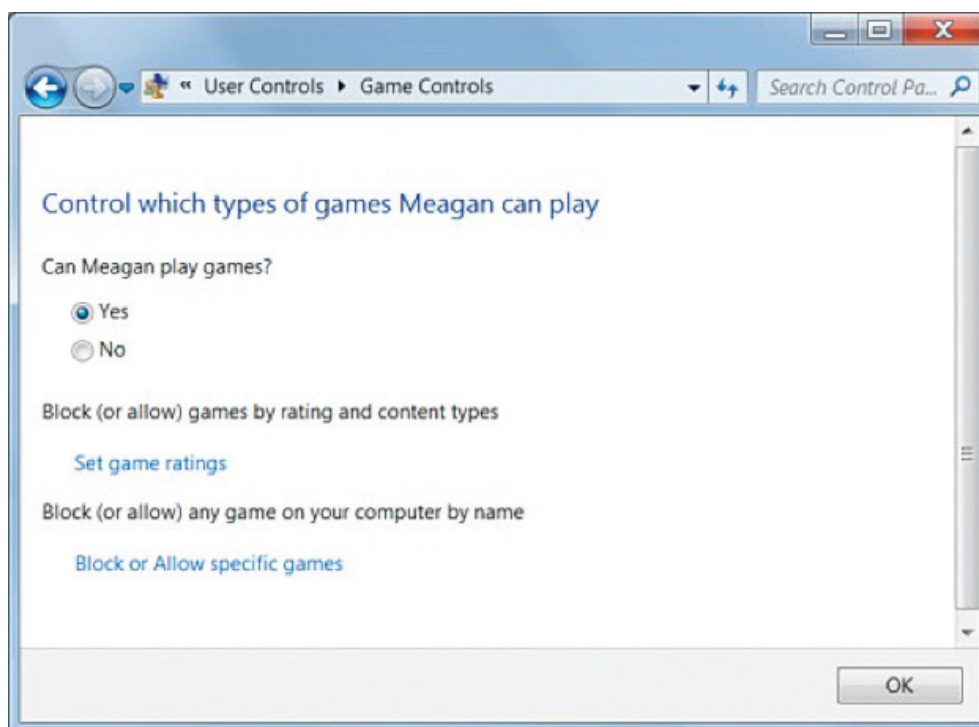 « User Controls ▸ Game Controls
Search Control Pa...
Control which types of games Meagan can play
Can Meagan play games?
Yes
No
Block (or allow) games by rating and content types
Set game ratings
Block (or allow) any game on your computer by name
Block or Allow specific games
OK